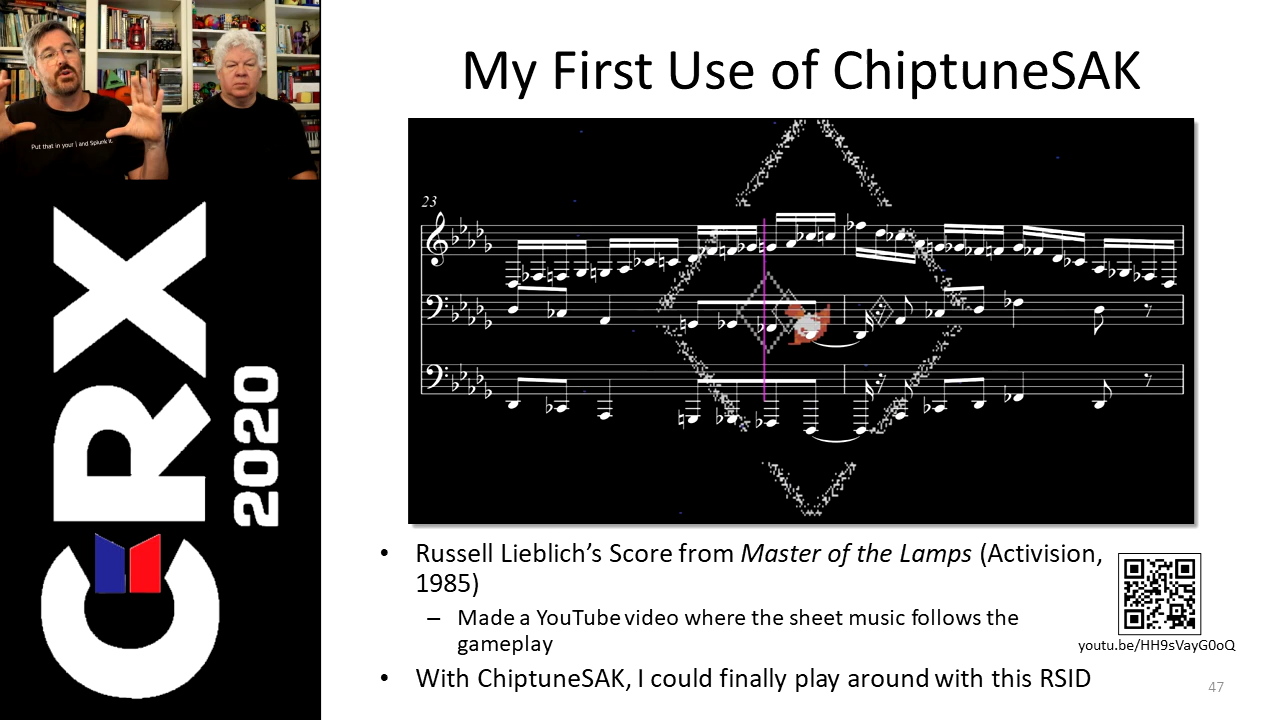 My First Use of ChiptuneSAK
Put that in your | and Splunk it.
23
CRX
2020
• Russell Lieblich’s Score from Master of the Lamps (Activision,
1985)
– Made a YouTube video where the sheet music follows the
gameplay
youtu.be/HH9sVayG0oQ
• With ChiptuneSAK, I could finally play around with this RSID
47